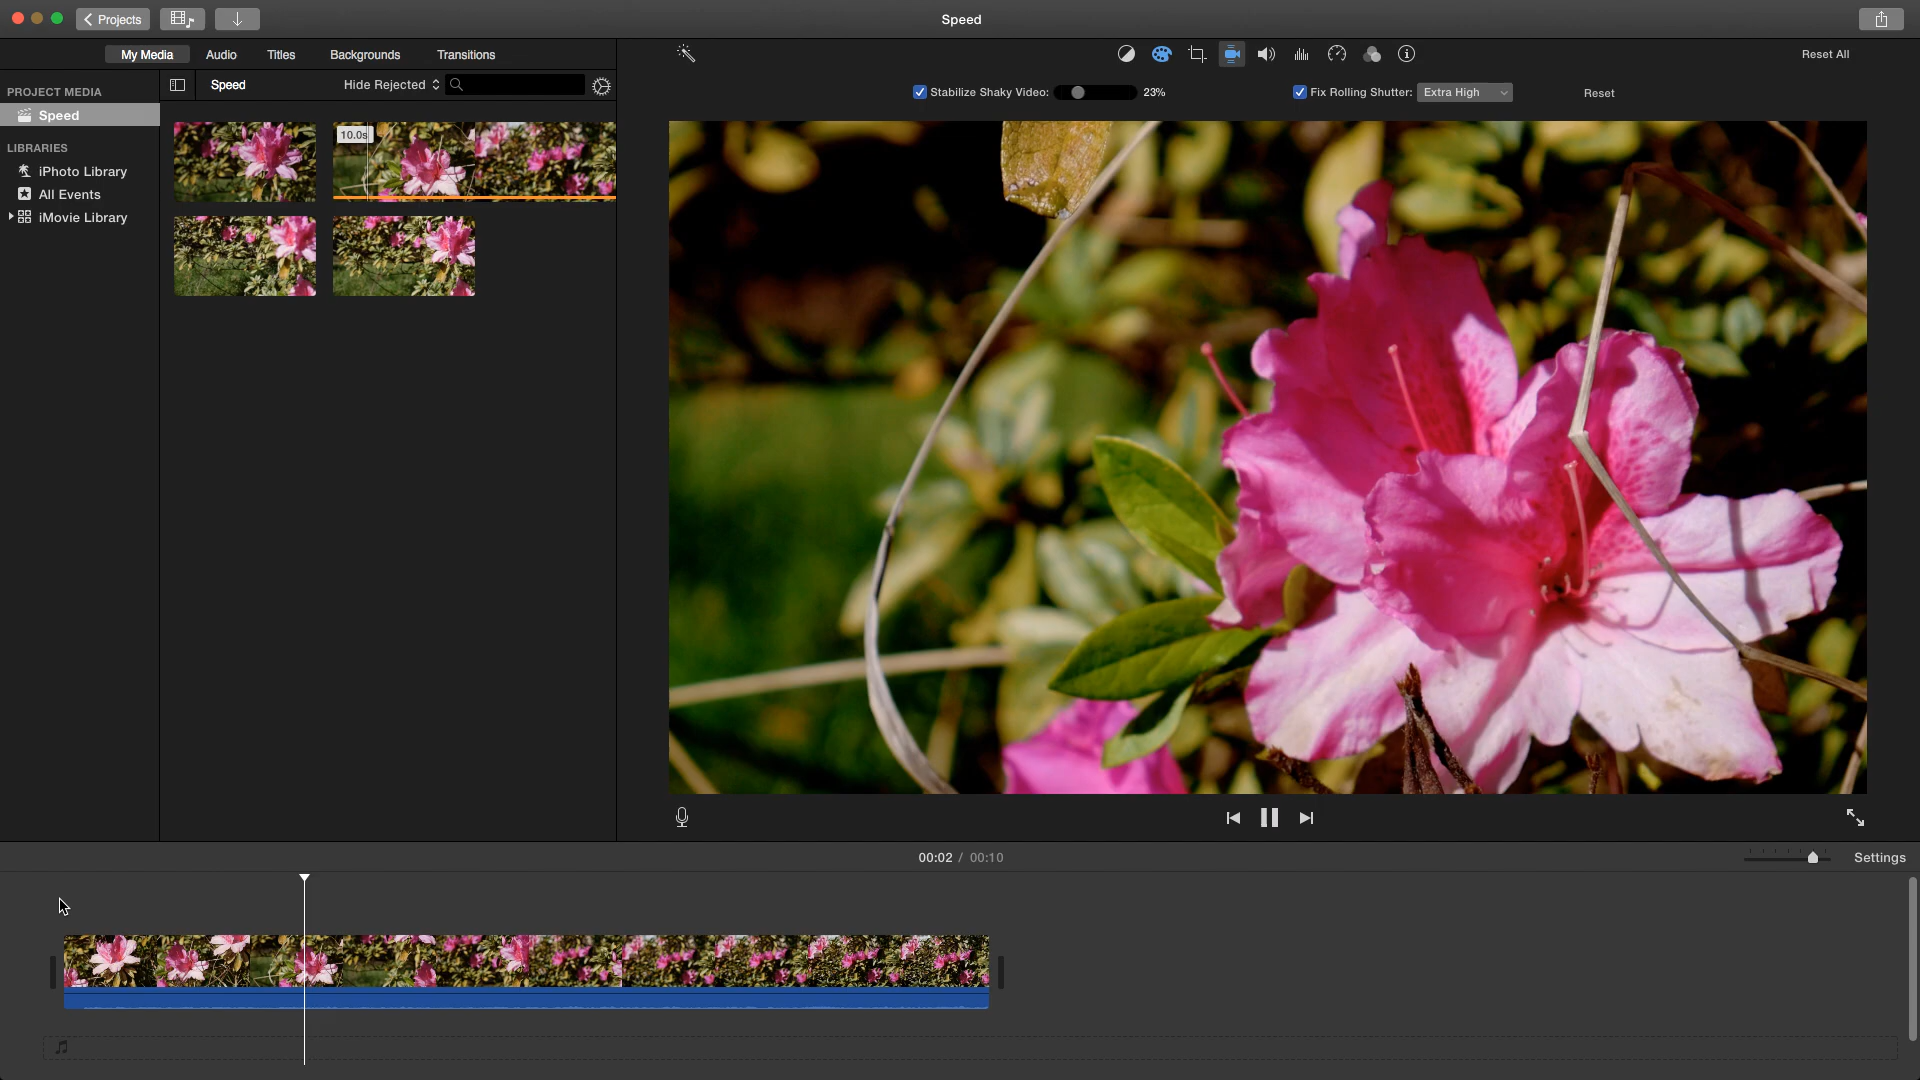 Projects
Speed
My Media
Audio
Titles
Backgrounds
Transitions
Reset All
PROJECT MEDIA
Speed
Hide Rejected
Stabilize Shaky Video:
23%
Fix Rolling Shutter:
Extra High
Reset
Speed
LIBRARIES
iPhoto Library
All Events
iMovie Library
10.0s
00:02 / 00:10
Settings